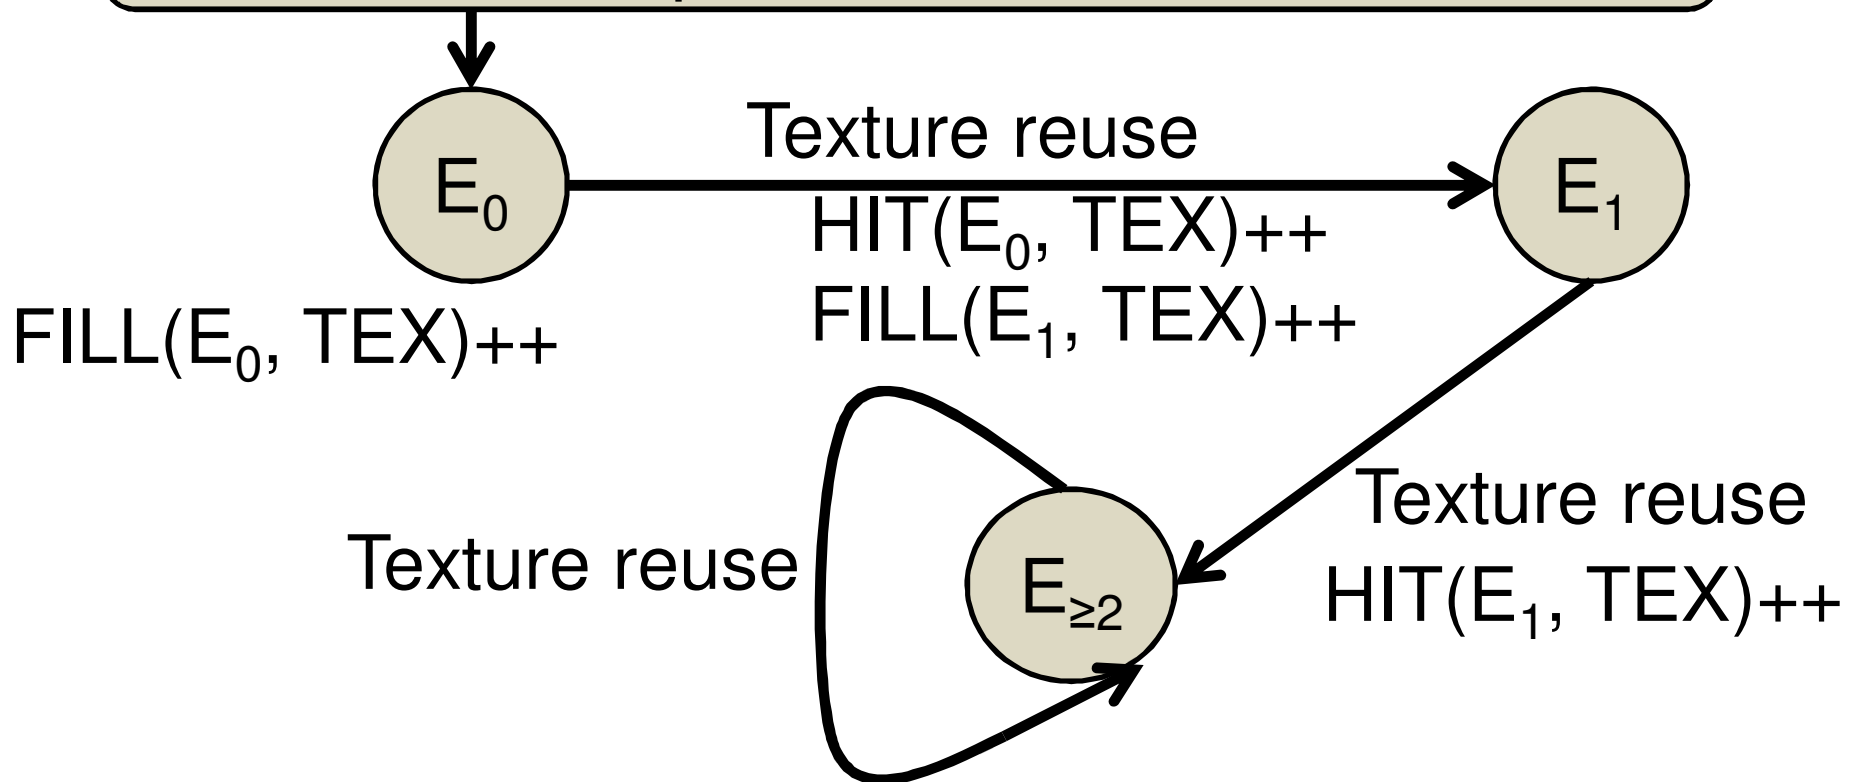 Texture reuse
E₀
E₁
HIT(E₀, TEX)++
FILL(E₀, TEX)++
FILL(E₁, TEX)++
Texture reuse
Texture reuse
E≥₂
HIT(E₁, TEX)++